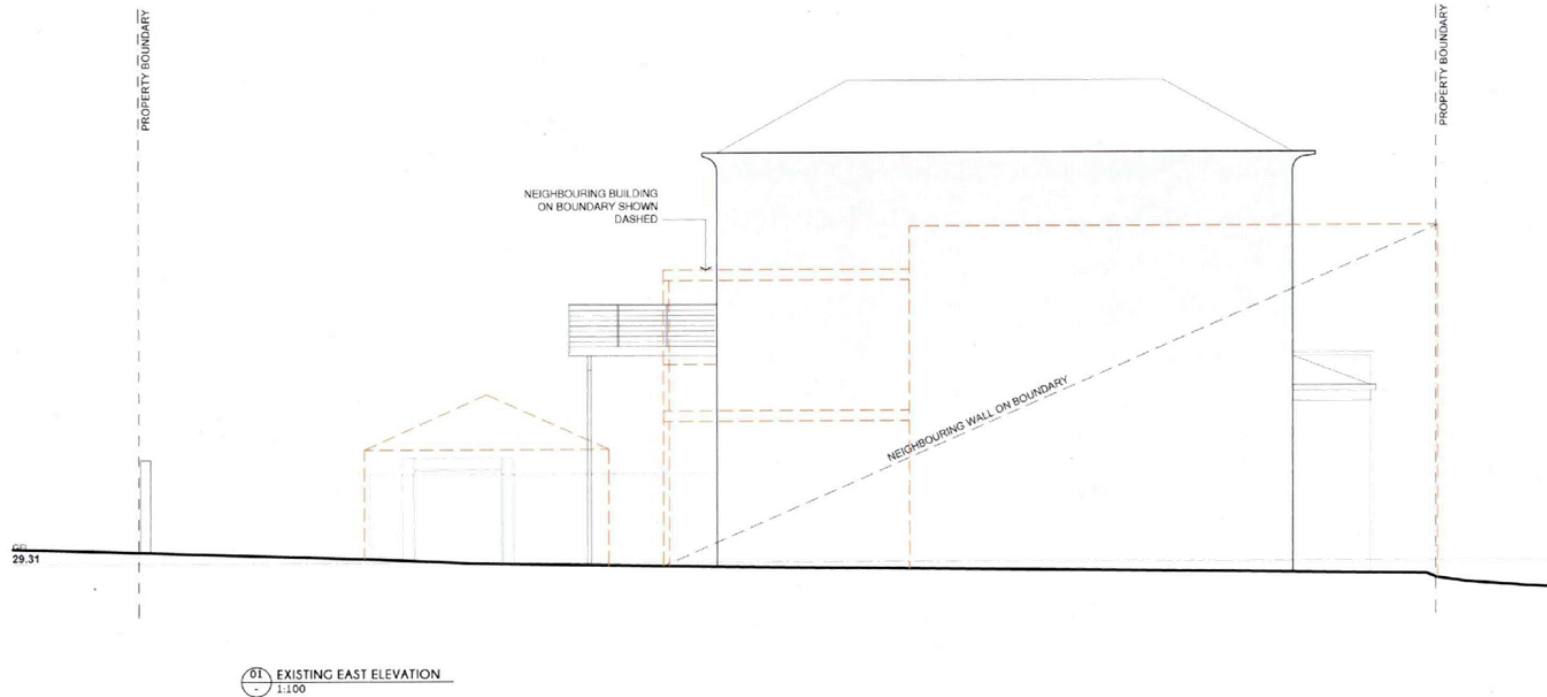 PROPERTY BOUNDARY
PROPERTY BOUNDARY
NEIGHBOURING BUILDING
ON BOUNDARY SHOWN
DASHED
NEIGHBOURING WALL ON BOUNDARY
29.31
01 EXISTING EAST ELEVATION
- 1:100